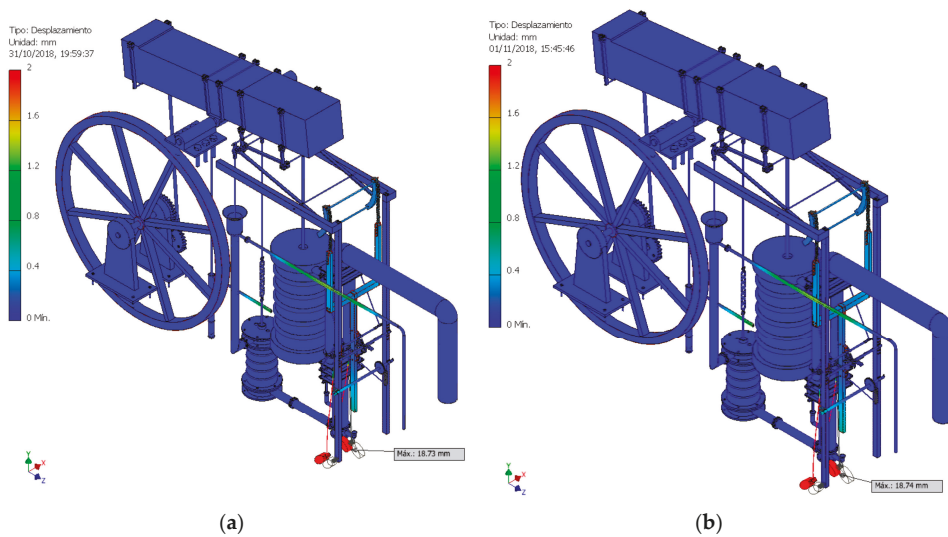 Tipo: Desplazamiento
Unidad: mm
31/10/2018, 19:59:37
2
1.6
1.2
0.8
0.4
0 Mín.
Y
X
Z
Máx.: 18.73 mm
(a)
Tipo: Desplazamiento
Unidad: mm
01/11/2018, 15:45:46
2
1.6
1.2
0.8
0.4
0 Mín.
Y
X
Z
Máx.: 18.74 mm
(b)